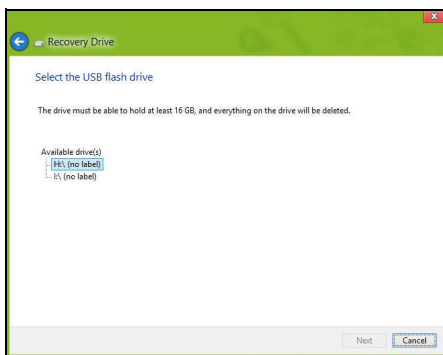 Recovery Drive
Select the USB flash drive
The drive must be able to hold at least 16 GB, and everything on the drive will be deleted.
Available drive(s)
H:\ (no label)
I:\ (no label)
Next
Cancel